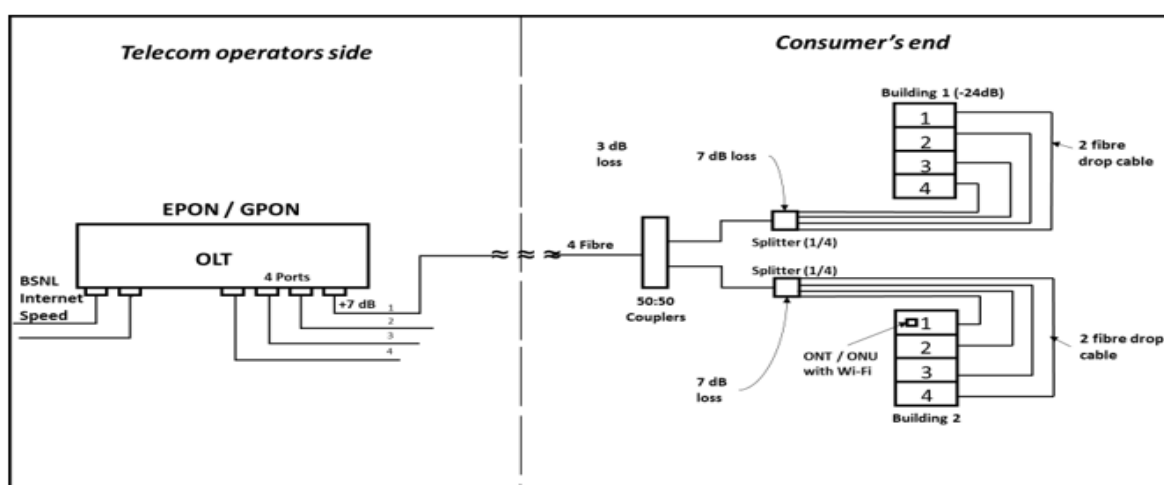 Telecom operators side
Consumer's end
EPON / GPON
OLT
BSNL
Internet
Speed
4 Ports
+7 dB
1
2
3
4
4 Fibre
3 dB
loss
50:50
Couplers
7 dB loss
Splitter (1/4)
Splitter (1/4)
7 dB
loss
Building 1 (-24dB)
1
2
3
4
2 fibre
drop cable
1
2
3
4
ONT / ONU
with Wi-Fi
Building 2
2 fibre drop
cable